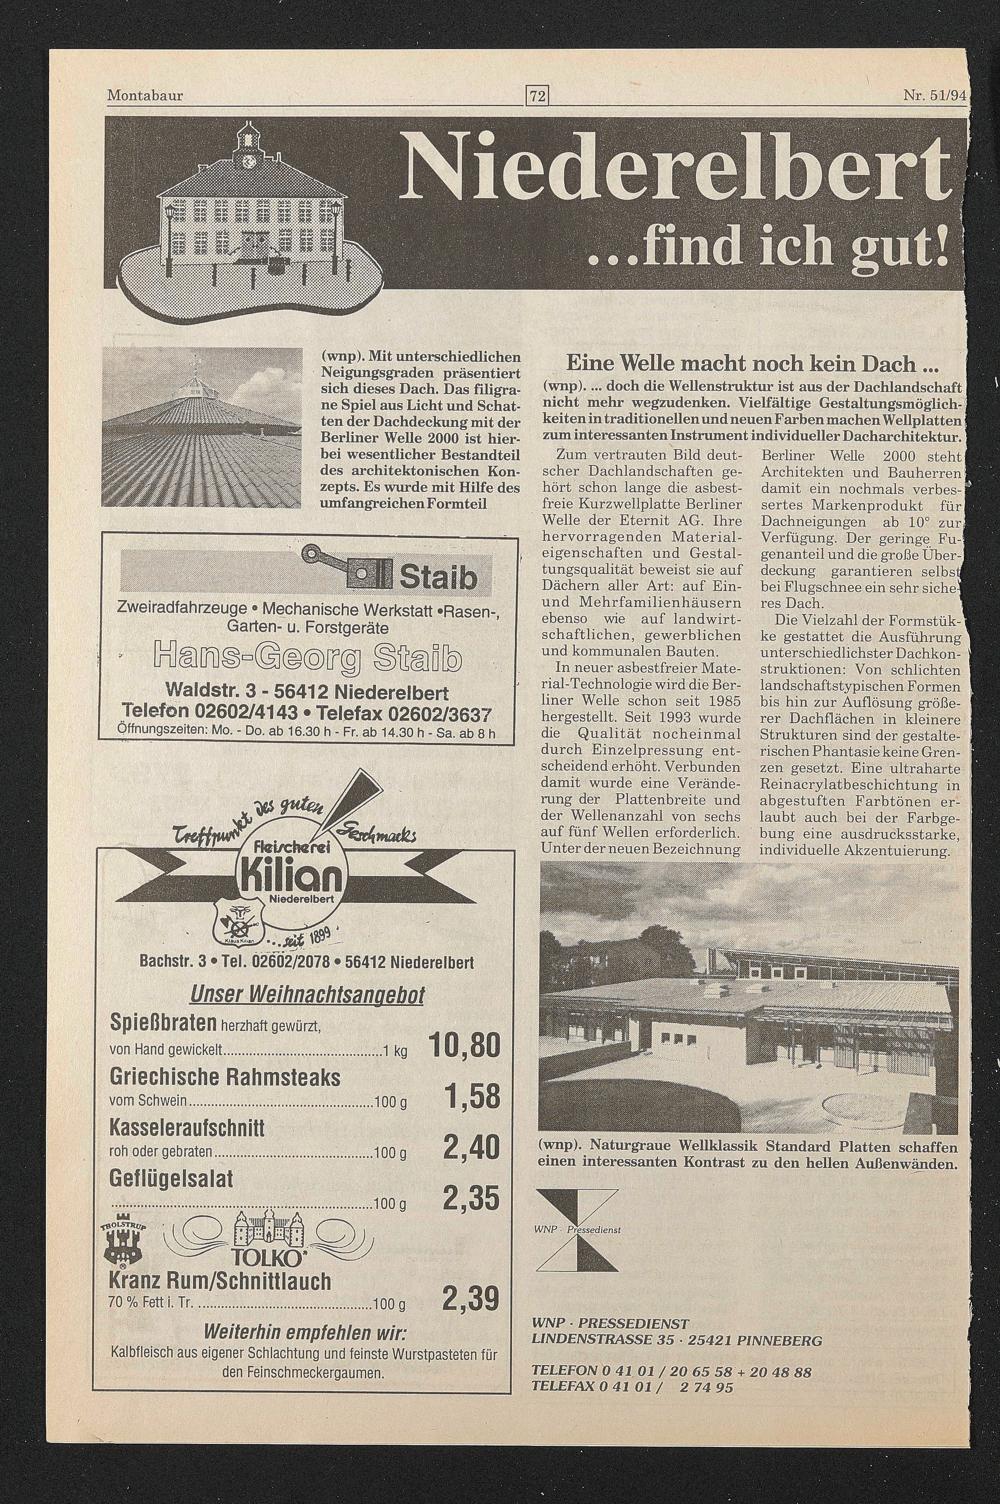 Montabaur
72
Nr. 51/94
Niederelbert
...find ich gut!
(wnp). Mit unterschiedlichen
Neigungsgraden präsentiert
sich dieses Dach. Das filigra-
ne Spiel aus Licht und Schat-
ten der Dachdeckung mit der
Berliner Welle 2000 ist hier-
bei wesentlicher Bestandteil
des architektonischen Kon-
zepts. Es wurde mit Hilfe des
umfangreichen Formteil
Staib
Zweiradfahrzeuge • Mechanische Werkstatt •Rasen-,
Garten- u. Forstgeräte
Hans-Georg Staib
Waldstr. 3 - 56412 Niederelbert
Telefon 02602/4143 • Telefax 02602/3637
Öffnungszeiten: Mo. - Do. ab 16.30 h - Fr. ab 14.30 h - Sa. ab 8 h
Treffpunkt des guten Geschmacks
Fleischerei
Kilian
Niederelbert
Klaus Kilian
...seit 1899
Bachstr. 3 • Tel. 02602/2078 • 56412 Niederelbert
Unser Weihnachtsangebot
Spießbraten herzhaft gewürzt,
von Hand gewickelt.......1 kg 10,80
Griechische Rahmsteaks
vom Schwein.......100 g 1,58
Kasseleraufschnitt
roh oder gebraten.......100 g 2,40
Geflügelsalat
.......100 g 2,35
THOLSTRUP
TOLKO®
Kranz Rum/Schnittlauch
70 % Fett i. Tr. .......100 g 2,39
Weiterhin empfehlen wir:
Kalbfleisch aus eigener Schlachtung und feinste Wurstpasteten für
den Feinschmeckergaumen.
Eine Welle macht noch kein Dach ...
(wnp). ... doch die Wellenstruktur ist aus der Dachlandschaft
nicht mehr wegzudenken. Vielfältige Gestaltungsmöglich-
keiten in traditionellen und neuen Farben machen Wellplatten
zum interessanten Instrument individueller Dacharchitektur.
Zum vertrauten Bild deut-
scher Dachlandschaften ge-
hört schon lange die asbest-
freie Kurzwellplatte Berliner
Welle der Eternit AG. Ihre
hervorragenden Material-
eigenschaften und Gestal-
tungsqualität beweist sie auf
Dächern aller Art: auf Ein-
und Mehrfamilienhäusern
ebenso wie auf landwirt-
schaftlichen, gewerblichen
und kommunalen Bauten.
In neuer asbestfreier Mate-
rial-Technologie wird die Ber-
liner Welle schon seit 1985
hergestellt. Seit 1993 wurde
die Qualität nocheinmal
durch Einzelpressung ent-
scheidend erhöht. Verbunden
damit wurde eine Verände-
rung der Plattenbreite und
der Wellenanzahl von sechs
auf fünf Wellen erforderlich.
Unter der neuen Bezeichnung
Berliner Welle 2000 steht
Architekten und Bauherren
damit ein nochmals verbes-
sertes Markenprodukt für
Dachneigungen ab 10° zur
Verfügung. Der geringe Fu-
genanteil und die große Über-
deckung garantieren selbst
bei Flugschnee ein sehr siche-
res Dach.
Die Vielzahl der Formstük-
ke gestattet die Ausführung
unterschiedlichster Dachkon-
struktionen: Von schlichten
landschaftstypischen Formen
bis hin zur Auflösung größe-
rer Dachflächen in kleinere
Strukturen sind der gestalte-
rischen Phantasie keine Gren-
zen gesetzt. Eine ultraharte
Reinacrylatbeschichtung in
abgestuften Farbtönen er-
laubt auch bei der Farbge-
bung eine ausdrucksstarke,
individuelle Akzentuierung.
(wnp). Naturgraue Wellklassik Standard Platten schaffen
einen interessanten Kontrast zu den hellen Außenwänden.
WNP · Pressedienst
WNP · PRESSEDIENST
LINDENSTRASSE 35 · 25421 PINNEBERG
TELEFON 0 41 01 / 20 65 58 + 20 48 88
TELEFAX 0 41 01 / 2 74 95